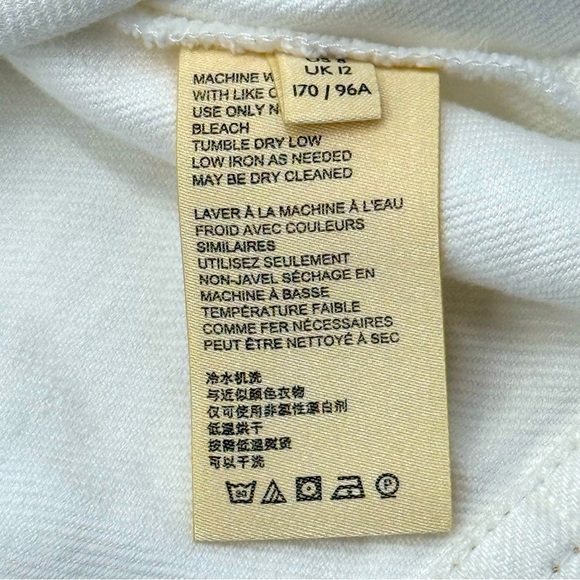 UK 12
170 / 96A
MACHINE
WITH LIKE
USE ONLY
BLEACH
TUMBLE DRY LOW
LOW IRON AS NEEDED
MAY BE DRY CLEANED
LAVER À LA MACHINE À L'EAU
FROID AVEC COULEURS
SIMILAIRES
UTILISEZ SEULEMENT
NON-JAVEL SÉCHAGE EN
MACHINE À BASSE
TEMPÉRATURE FAIBLE
COMME FER NÉCESSAIRES
PEUT ÊTRE NETTOYÉ À SEC
冷水机洗
与近似颜色衣物
仅可使用非氯性漂白剂
低温烘干
按需低温熨烫
可以干洗
30
P